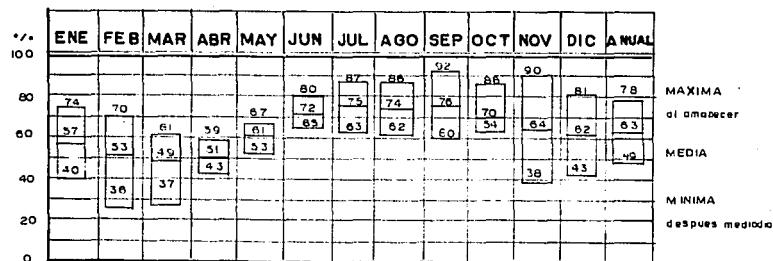 °/. ENE FEB MAR ABR MAY JUN JUL AGO SEP OCT NOV DIC ANUAL
100
92
87 86 86 90
80 81 78 MAXIMA
80
74 70 72 75 74 76 70 al amanecer
61 59 67 65 63 62 60 54 64 62 63
60
57 53 49 51 61 MEDIA
53 49
40
40 36 37 43 38 43 MINIMA
20
despues mediodia
0